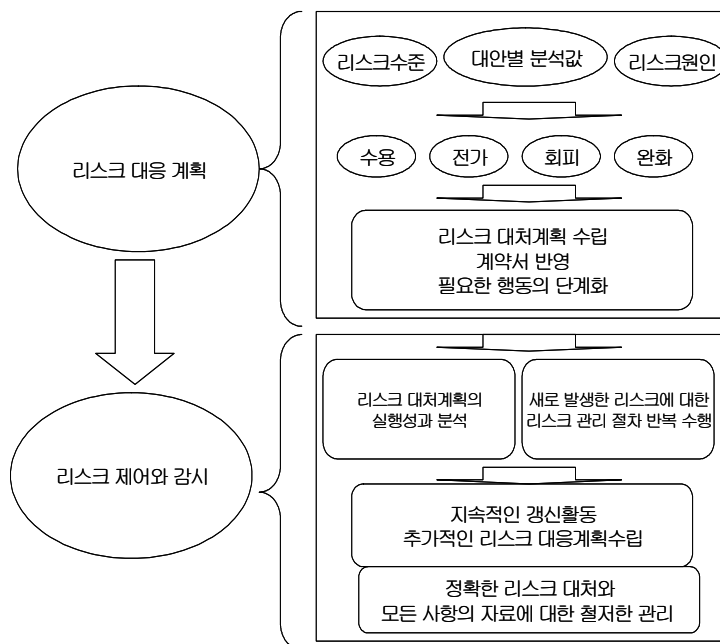 리스크 대응 계획
리스크수준
대안별 분석값
리스크원인
수용
전가
회피
완화
리스크 대처계획 수립
계약서 반영
필요한 행동의 단계화
리스크 제어와 감시
리스크 대처계획의
실행성과 분석
새로 발생한 리스크에 대한
리스크 관리 절차 반복 수행
지속적인 갱신활동
추가적인 리스크 대응계획수립
정확한 리스크 대처와
모든 사항의 자료에 대한 철저한 관리